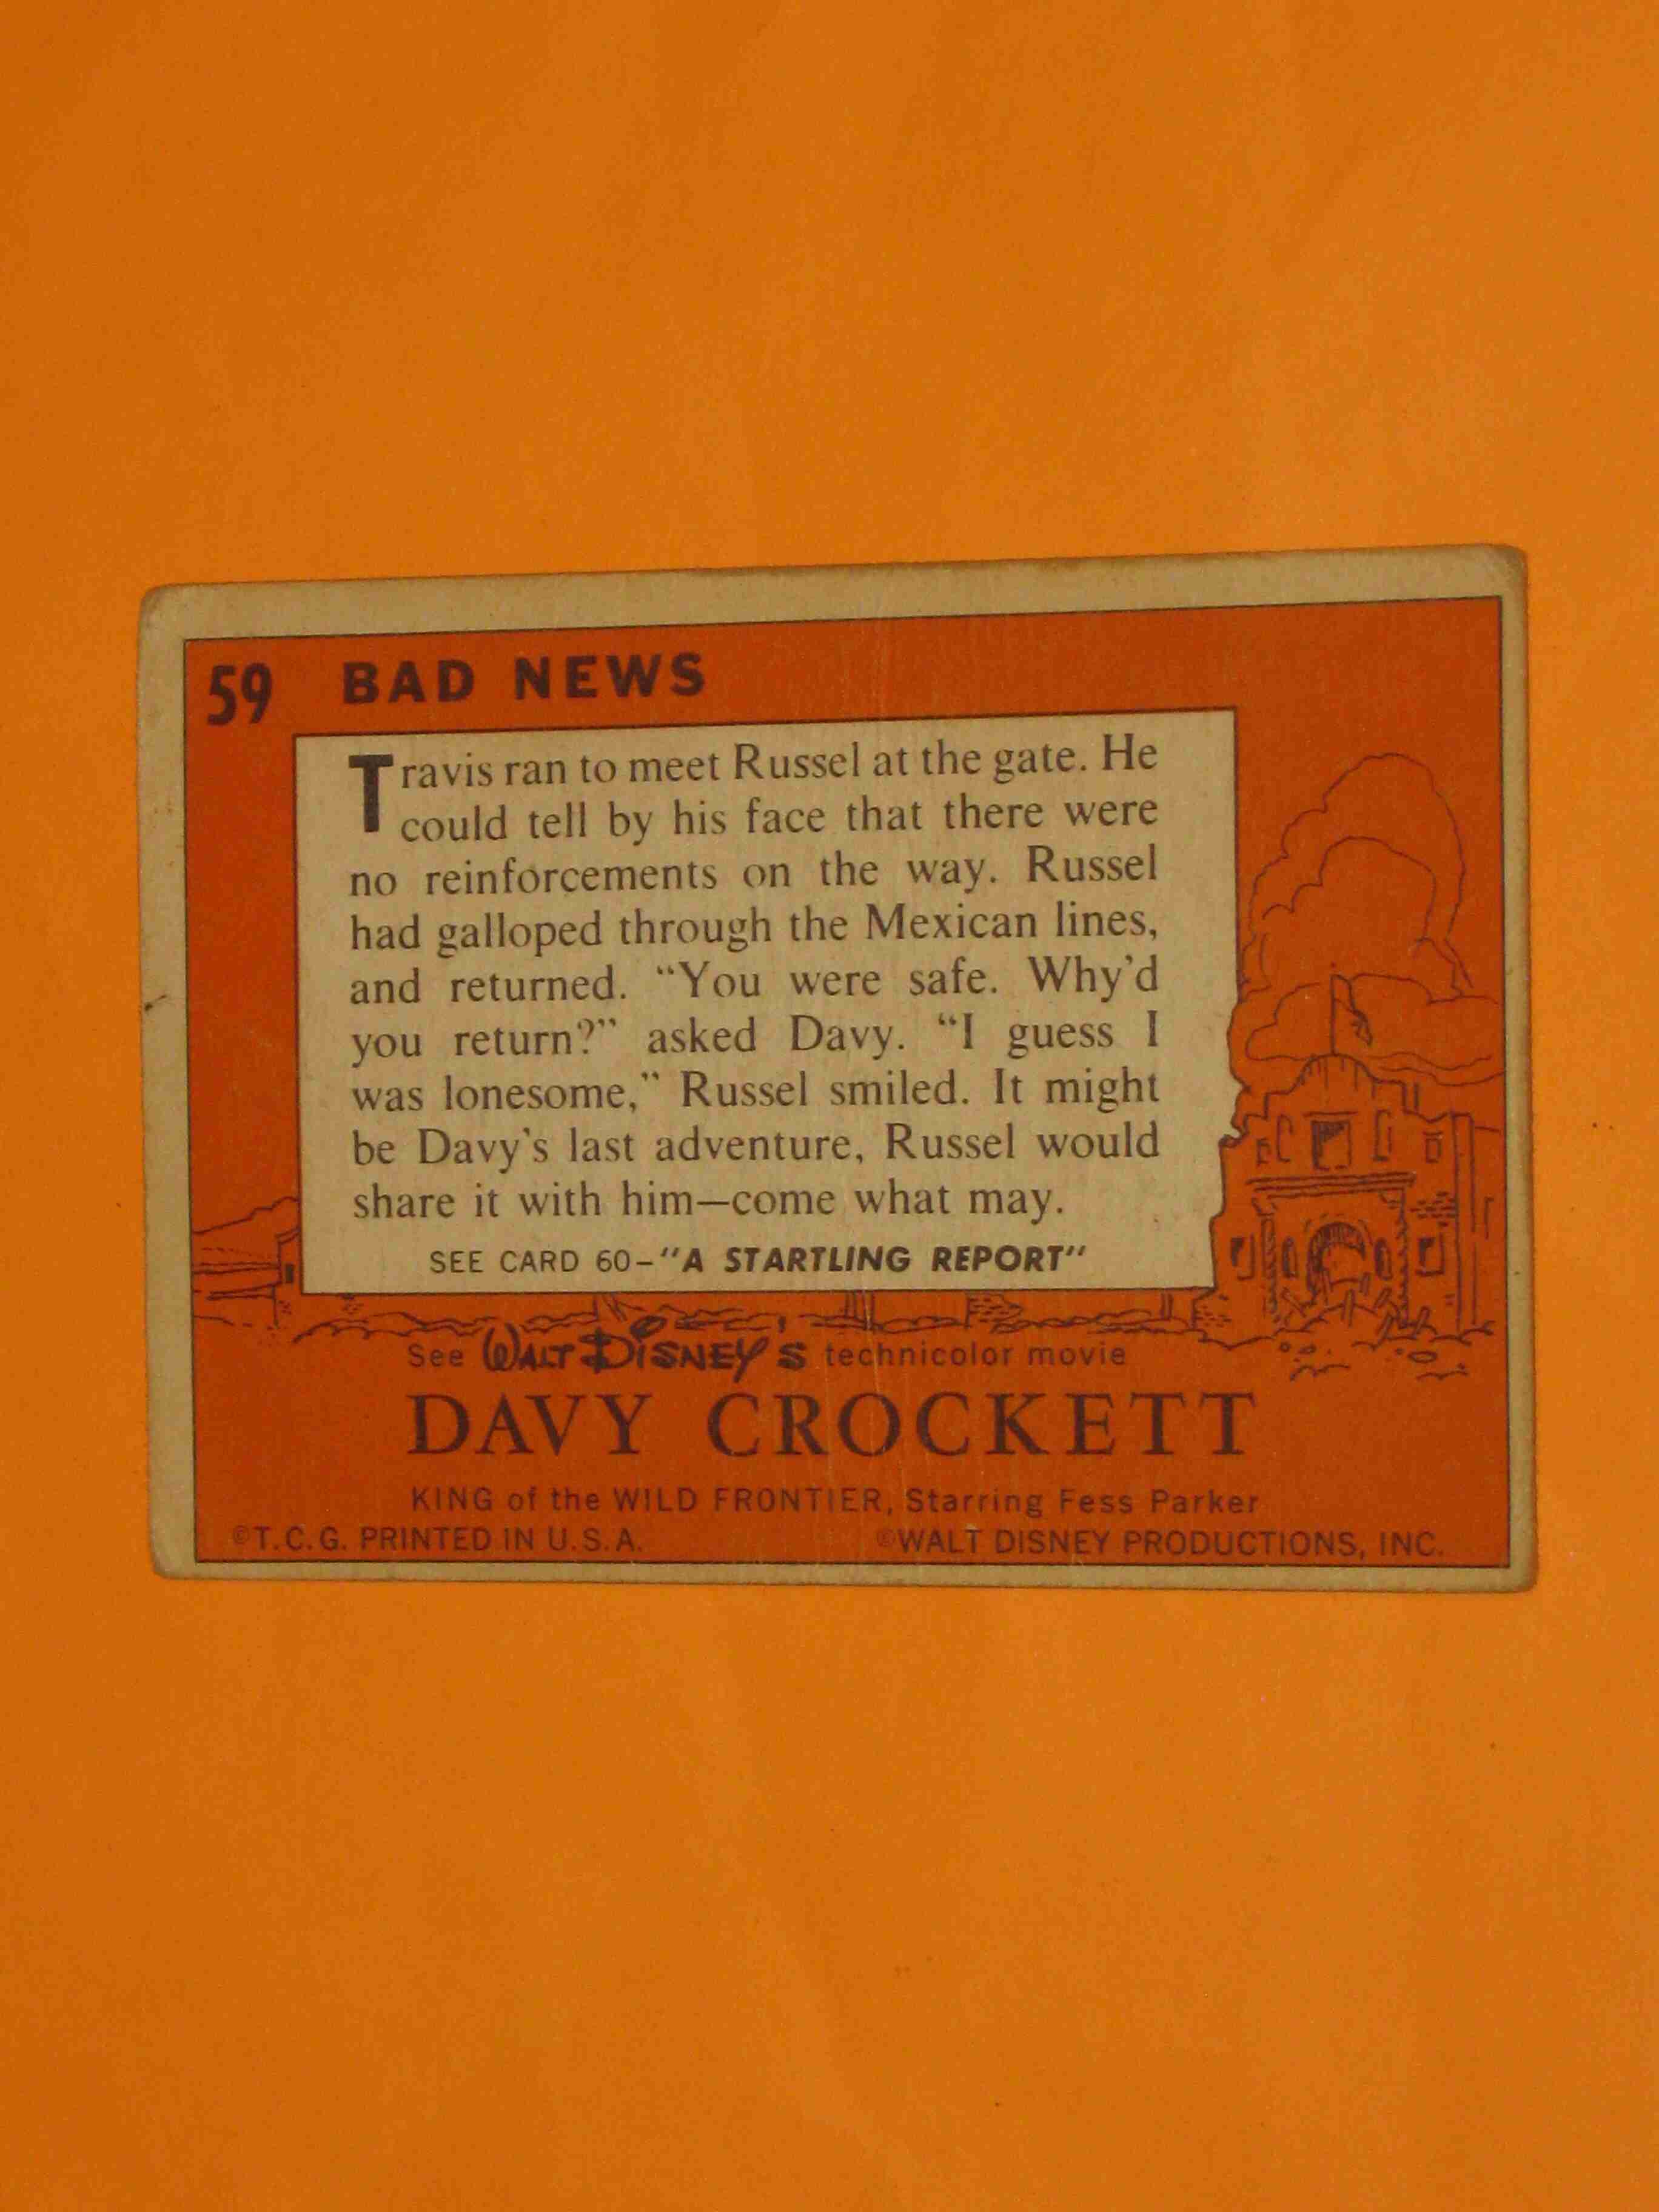 59 BAD NEWS
Travis ran to meet Russel at the gate. He
could tell by his face that there were
no reinforcements on the way. Russel
had galloped through the Mexican lines,
and returned. “You were safe. Why'd
you return?” asked Davy. “I guess I
was lonesome,” Russel smiled. It might
be Davy's last adventure, Russel would
share it with him—come what may.
SEE CARD 60–"A STARTLING REPORT"
See WALT DISNEY'S technicolor movie
DAVY CROCKETT
KING of the WILD FRONTIER, Starring Fess Parker
©T.C.G. PRINTED IN U.S.A. ©WALT DISNEY PRODUCTIONS, INC.